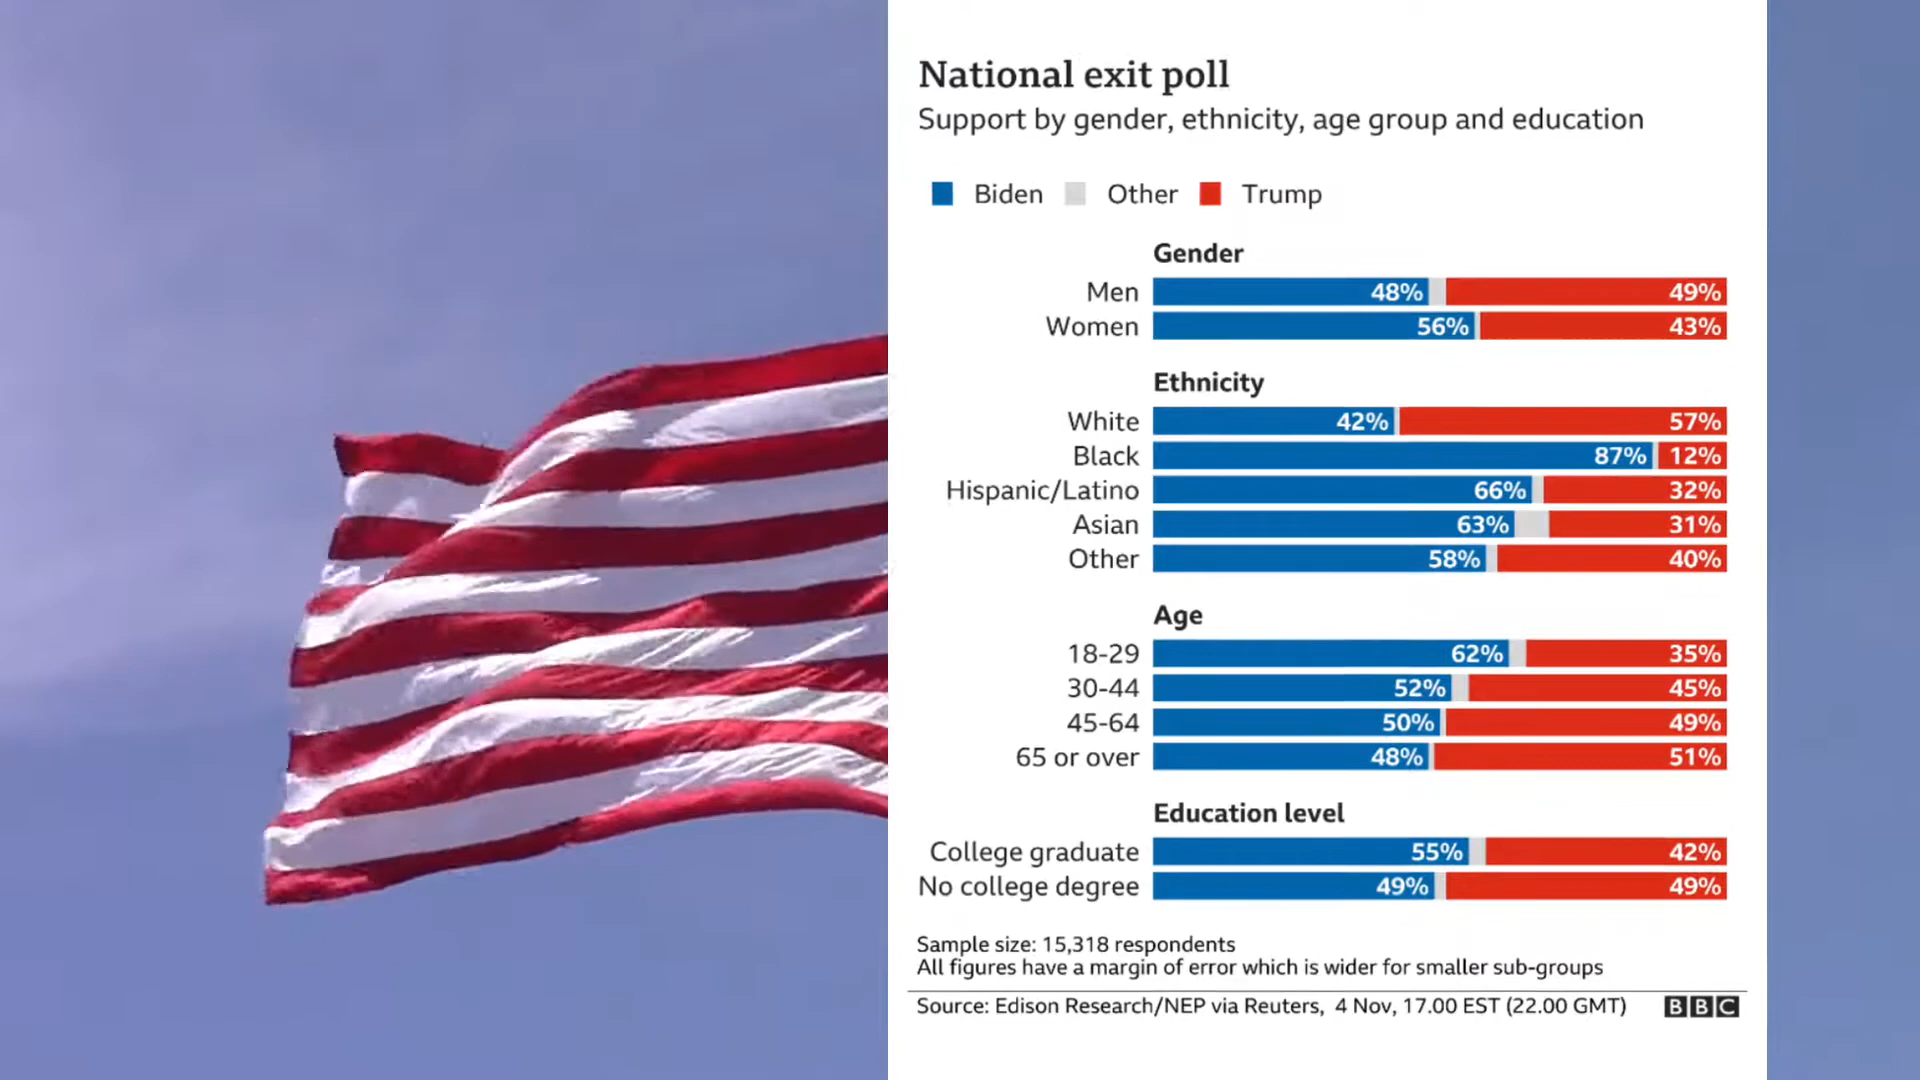 National exit poll
Support by gender, ethnicity, age group and education
Biden Other Trump
Gender
Men 48% 49%
Women 56% 43%
Ethnicity
White 42% 57%
Black 87% 12%
Hispanic/Latino 66% 32%
Asian 63% 31%
Other 58% 40%
Age
18-29 62% 35%
30-44 52% 45%
45-64 50% 49%
65 or over 48% 51%
Education level
College graduate 55% 42%
No college degree 49% 49%
Sample size: 15,318 respondents
All figures have a margin of error which is wider for smaller sub-groups
Source: Edison Research/NEP via Reuters, 4 Nov, 17.00 EST (22.00 GMT) BBC